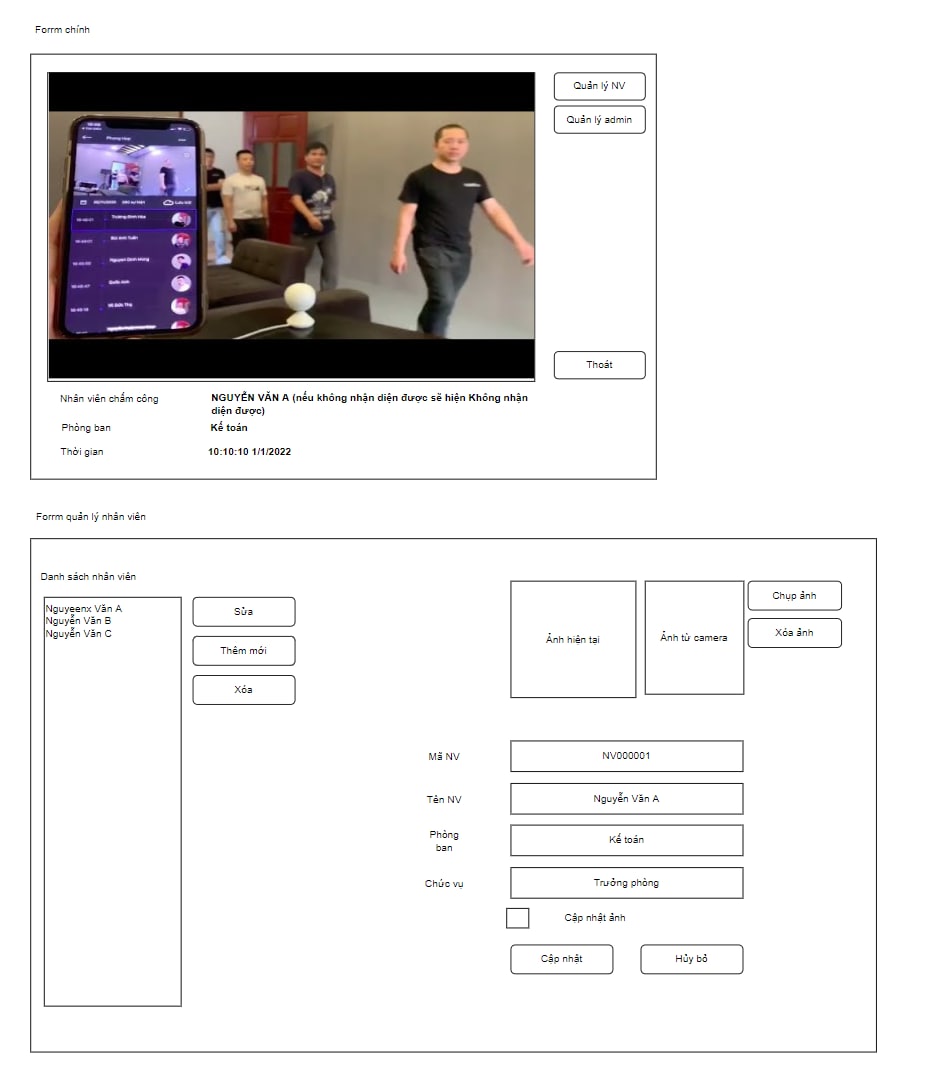 Forrm chính
Quản lý NV
Quản lý admin
Thoát
Nhân viên chấm công
NGUYỄN VĂN A (nếu không nhận diện được sẽ hiện Không nhận
diện được)
Phòng ban
Kế toán
Thời gian
10:10:10 1/1/2022
Forrm quản lý nhân viên
Danh sách nhân viên
Nguyeenx Văn A
Nguyễn Văn B
Nguyễn Văn C
Sửa
Thêm mới
Xóa
Ảnh hiện tại
Ảnh từ camera
Chụp ảnh
Xóa ảnh
Mã NV
NV000001
Tên NV
Nguyễn Văn A
Phòng
ban
Kế toán
Chức vụ
Trưởng phòng
Cập nhật ảnh
Cập nhật
Hủy bỏ